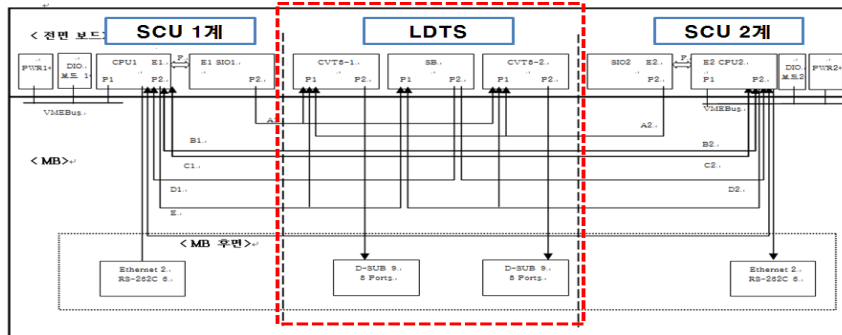 SCU 1계
LDTS
SCU 2계
< 전면 보드>
PWR1
DIO
보드 1
CPU1 E1
P1 P2
P
E1 SIO1
P2
CVT8-1
P1
SB
P1 P2
CVT8-2
P1
SIO2 E2
P2
P
E2 CPU2
P1 P2
DIO
보드2
PWR2
VMEBus
VMEBus
A2
B1
B2
<MB>
C1
C2
D1
D2
E
< MB 후면>
Ethernet 2
RS-232C 6
D-SUB 9
8 Ports
D-SUB 9
8 Ports
Ethernet 2
RS-232C 6